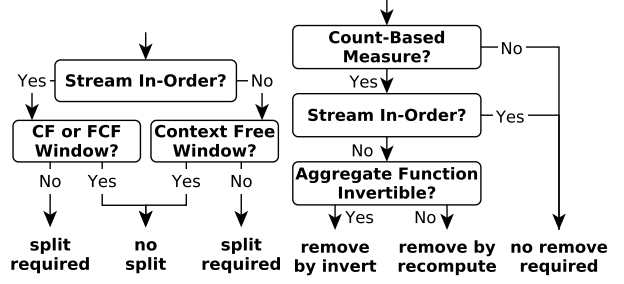 Stream In-Order?
Yes
No
CF or FCF
Window?
Context Free
Window?
No
Yes
Yes
No
split
required
no
split
split
required
Count-Based
Measure?
No
Yes
Stream In-Order?
Yes
No
Aggregate Function
Invertible?
Yes
No
remove
by invert
remove by
recompute
no remove
required